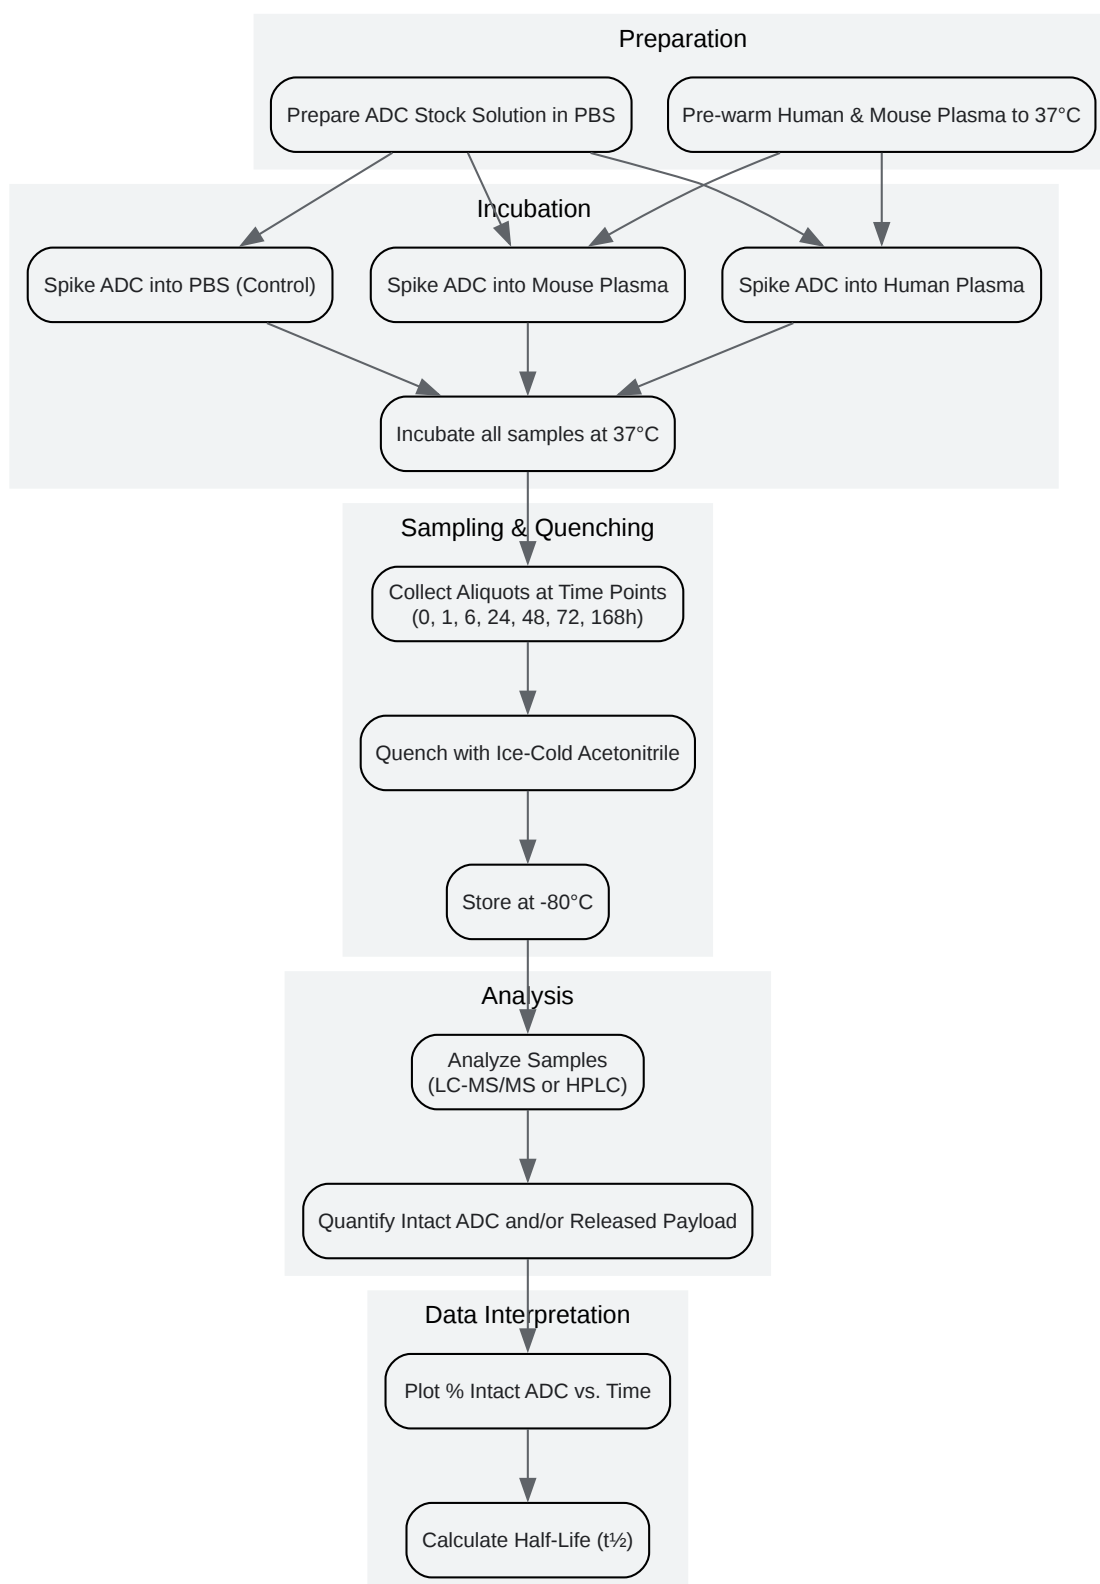 Preparation
Prepare ADC Stock Solution in PBS
Pre-warm Human & Mouse Plasma to 37°C
Incubation
Spike ADC into PBS (Control)
Spike ADC into Mouse Plasma
Spike ADC into Human Plasma
Incubate all samples at 37°C
Sampling & Quenching
Collect Aliquots at Time Points
(0, 1, 6, 24, 48, 72, 168h)
Quench with Ice-Cold Acetonitrile
Store at -80°C
Analysis
Analyze Samples
(LC-MS/MS or HPLC)
Quantify Intact ADC and/or Released Payload
Data Interpretation
Plot % Intact ADC vs. Time
Calculate Half-Life (t½)